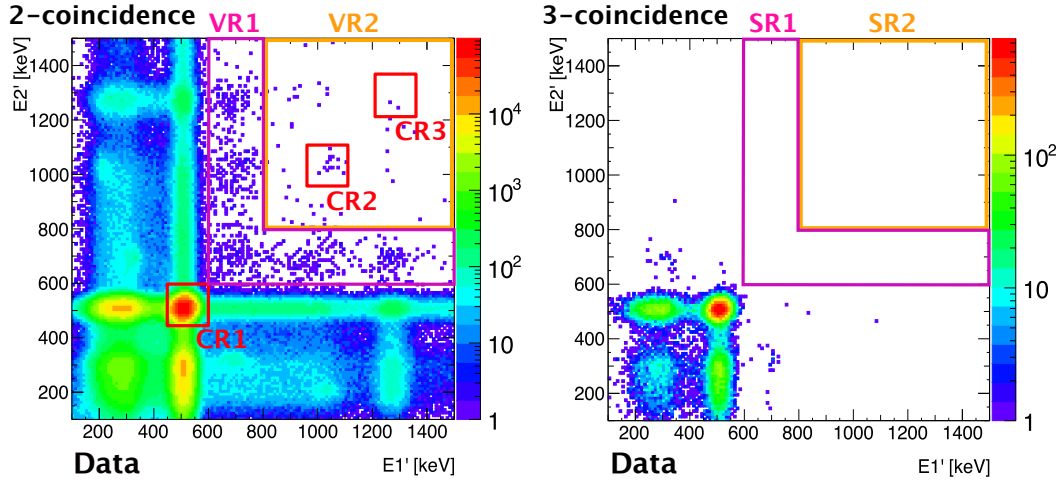 2-coincidence VR1 VR2
E2' [keV]
1400
1200
1000
800
600
400
200
CR3
CR2
CR1
10⁴
10³
10²
10
1
200 400 600 800 1000 1200 1400
Data E1' [keV]
3-coincidence SR1 SR2
E2' [keV]
1400
1200
1000
800
600
400
200
10²
10
1
200 400 600 800 1000 1200 1400
Data E1' [keV]